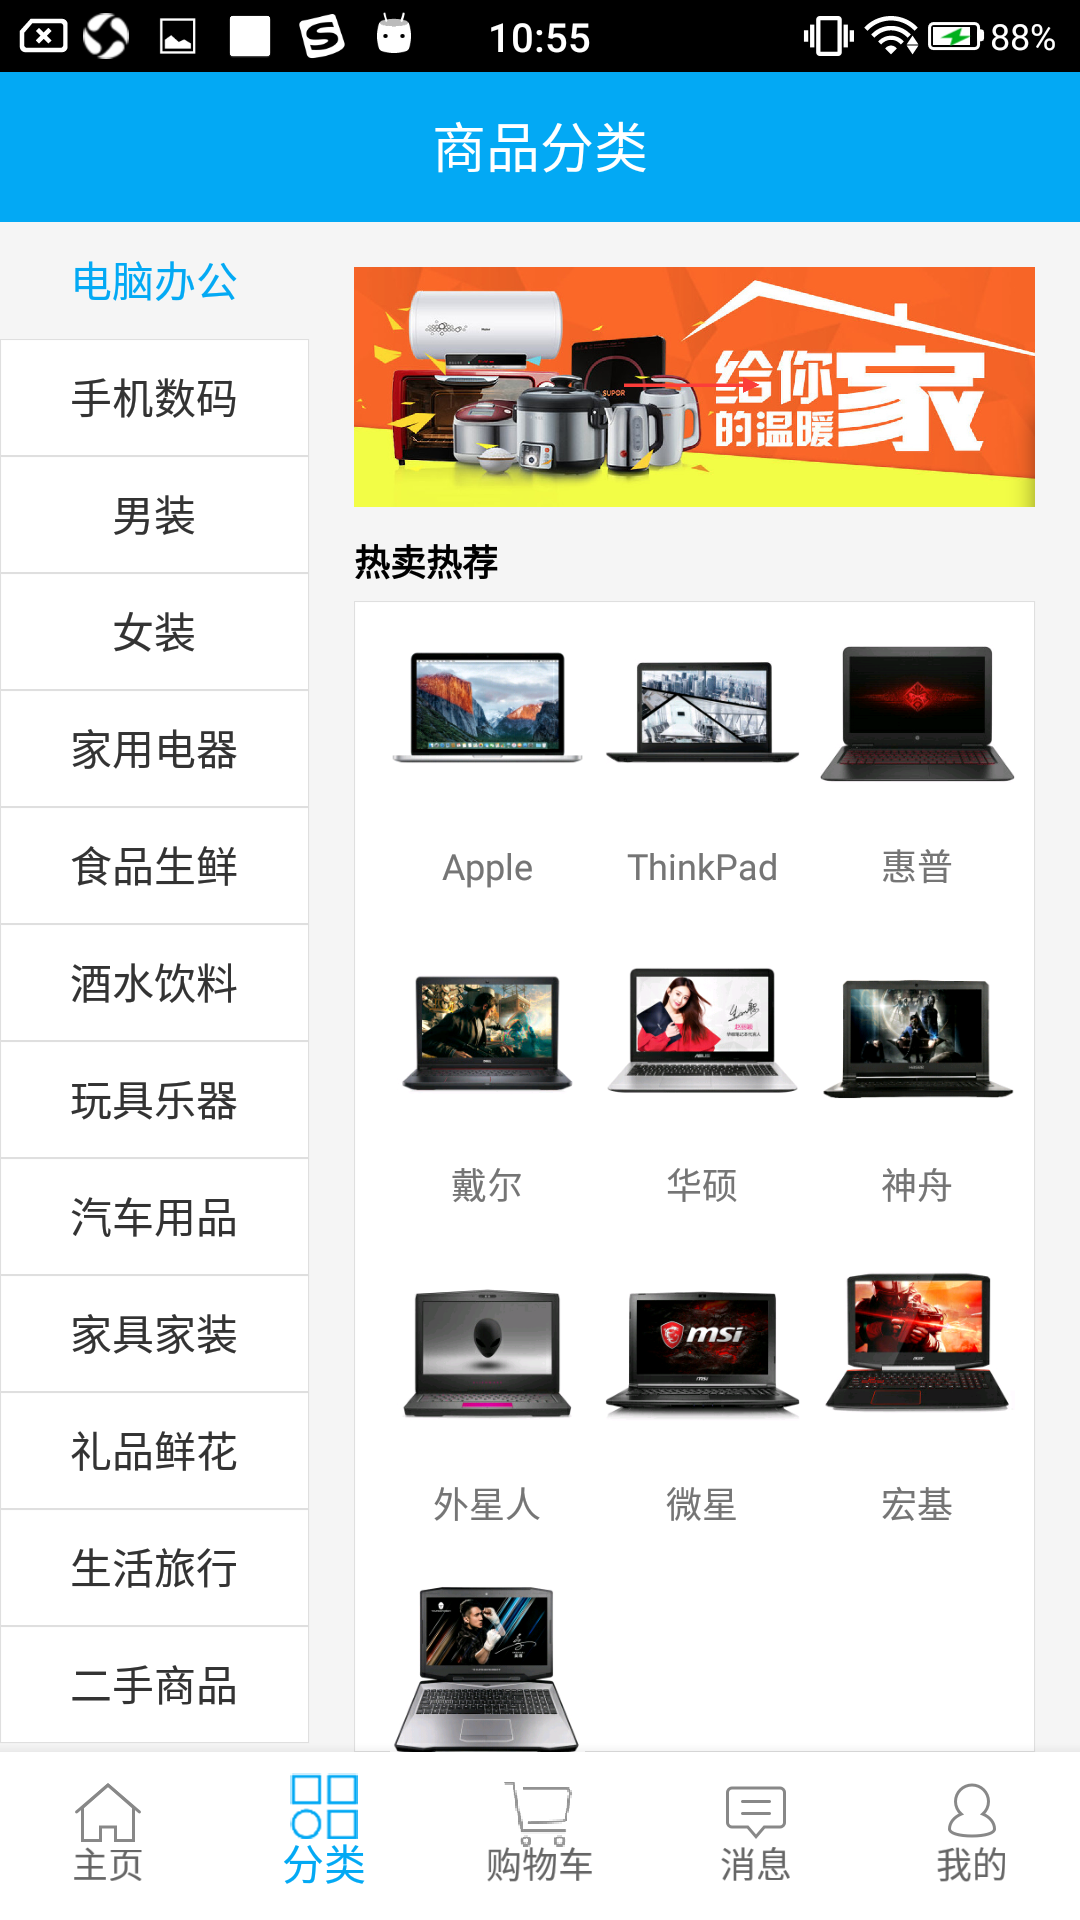 10:55
88%
商品分类
电脑办公
手机数码
男装
女装
家用电器
食品生鲜
酒水饮料
玩具乐器
汽车用品
家具家装
礼品鲜花
生活旅行
二手商品
给你
的温暖
家
SUPOR
热卖热荐
Apple
ThinkPad
惠普
戴尔
华硕
神舟
msi
外星人
微星
宏基
主页
分类
购物车
消息
我的